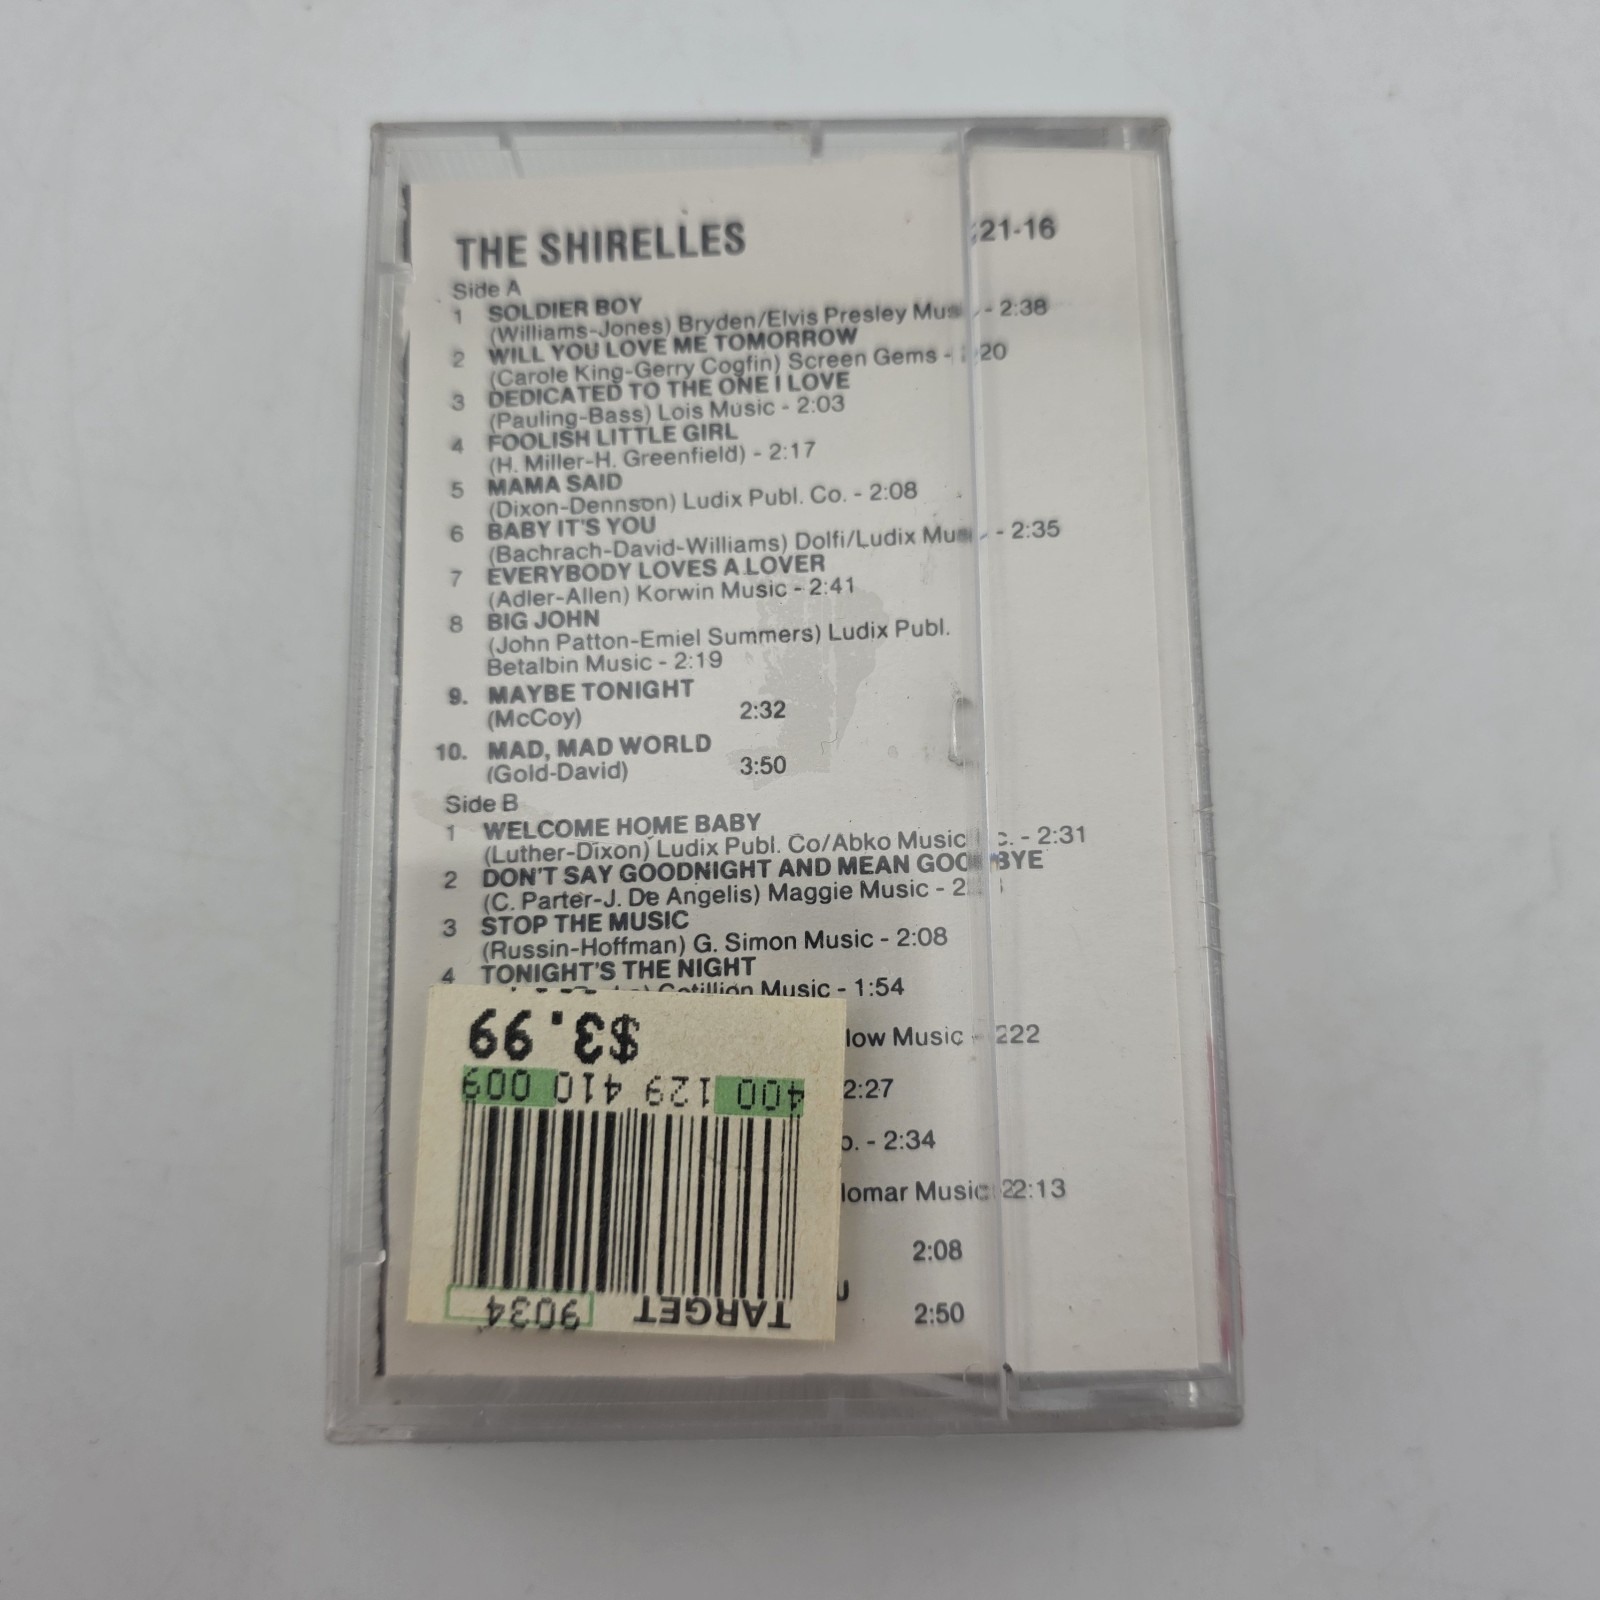 THE SHIRELLES 21-16
Side A
1 SOLDIER BOY
(Williams-Jones) Bryden/Elvis Presley - 2:38
2 WILL YOU LOVE ME TOMORROW
(Carole King-Gerry Cogfin) Screen Gems -
3 DEDICATED TO THE ONE I LOVE
(Pauling-Bass) Lois Music - 2:03
4 FOOLISH LITTLE GIRL
(H. Miller-H. Greenfield) - 2:17
5 MAMA SAID
(Dixon-Dennson) Ludix Publ. Co. - 2:08
6 BABY IT'S YOU
(Bachrach-David-Williams) Dolfi/Ludix - 2:35
7 EVERYBODY LOVES A LOVER
(Adler-Allen) Korwin Music - 2:41
8 BIG JOHN
(John Patton-Emiel Summers) Ludix Publ.
Betalbin Music - 2:19
9. MAYBE TONIGHT
(McCoy) 2:32
10. MAD, MAD WORLD
(Gold-David) 3:50
Side B
1 WELCOME HOME BABY
(Luther-Dixon) Ludix Publ. Co/Abko Music - 2:31
2 DON'T SAY GOODNIGHT AND MEAN
(C. Parter-J. De Angelis) Maggie Music -
3 STOP THE MUSIC
(Russin-Hoffman) G. Simon Music - 2:08
4 TONIGHT'S THE NIGHT
Cotillion Music - 1:54
Music
2:27
- 2:34
Music
2:08
2:50
$3.99
400 129 410 009
TARGET 9034